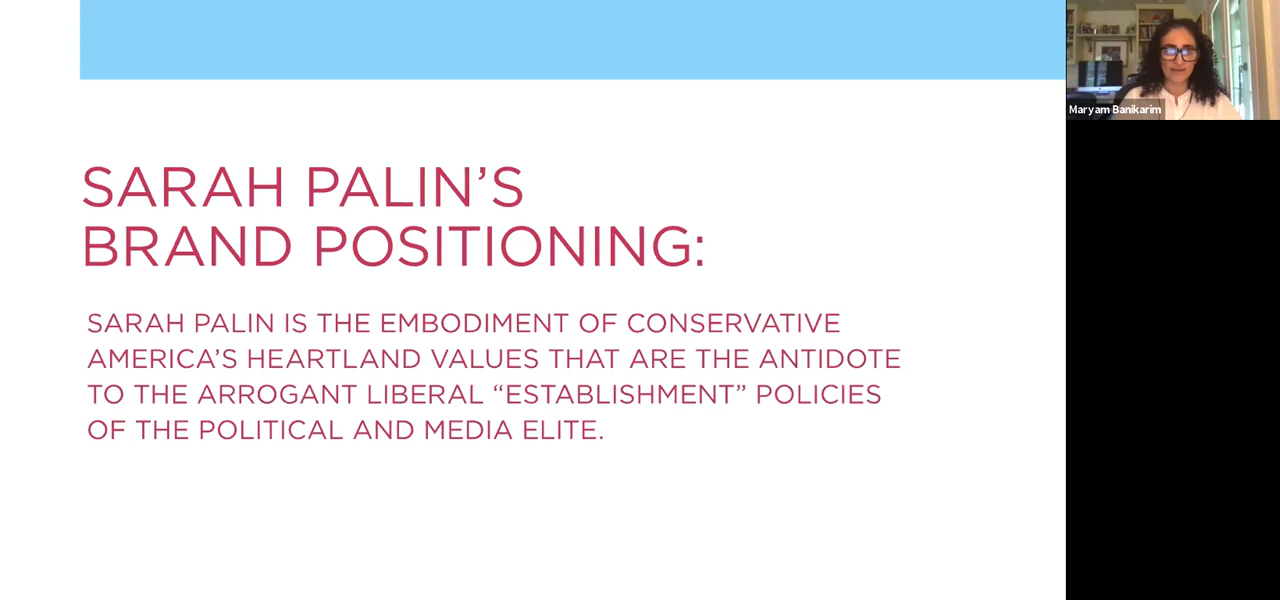 SARAH PALIN’S
BRAND POSITIONING:
SARAH PALIN IS THE EMBODIMENT OF CONSERVATIVE
AMERICA’S HEARTLAND VALUES THAT ARE THE ANTIDOTE
TO THE ARROGANT LIBERAL “ESTABLISHMENT” POLICIES
OF THE POLITICAL AND MEDIA ELITE.
Maryam Banikarim